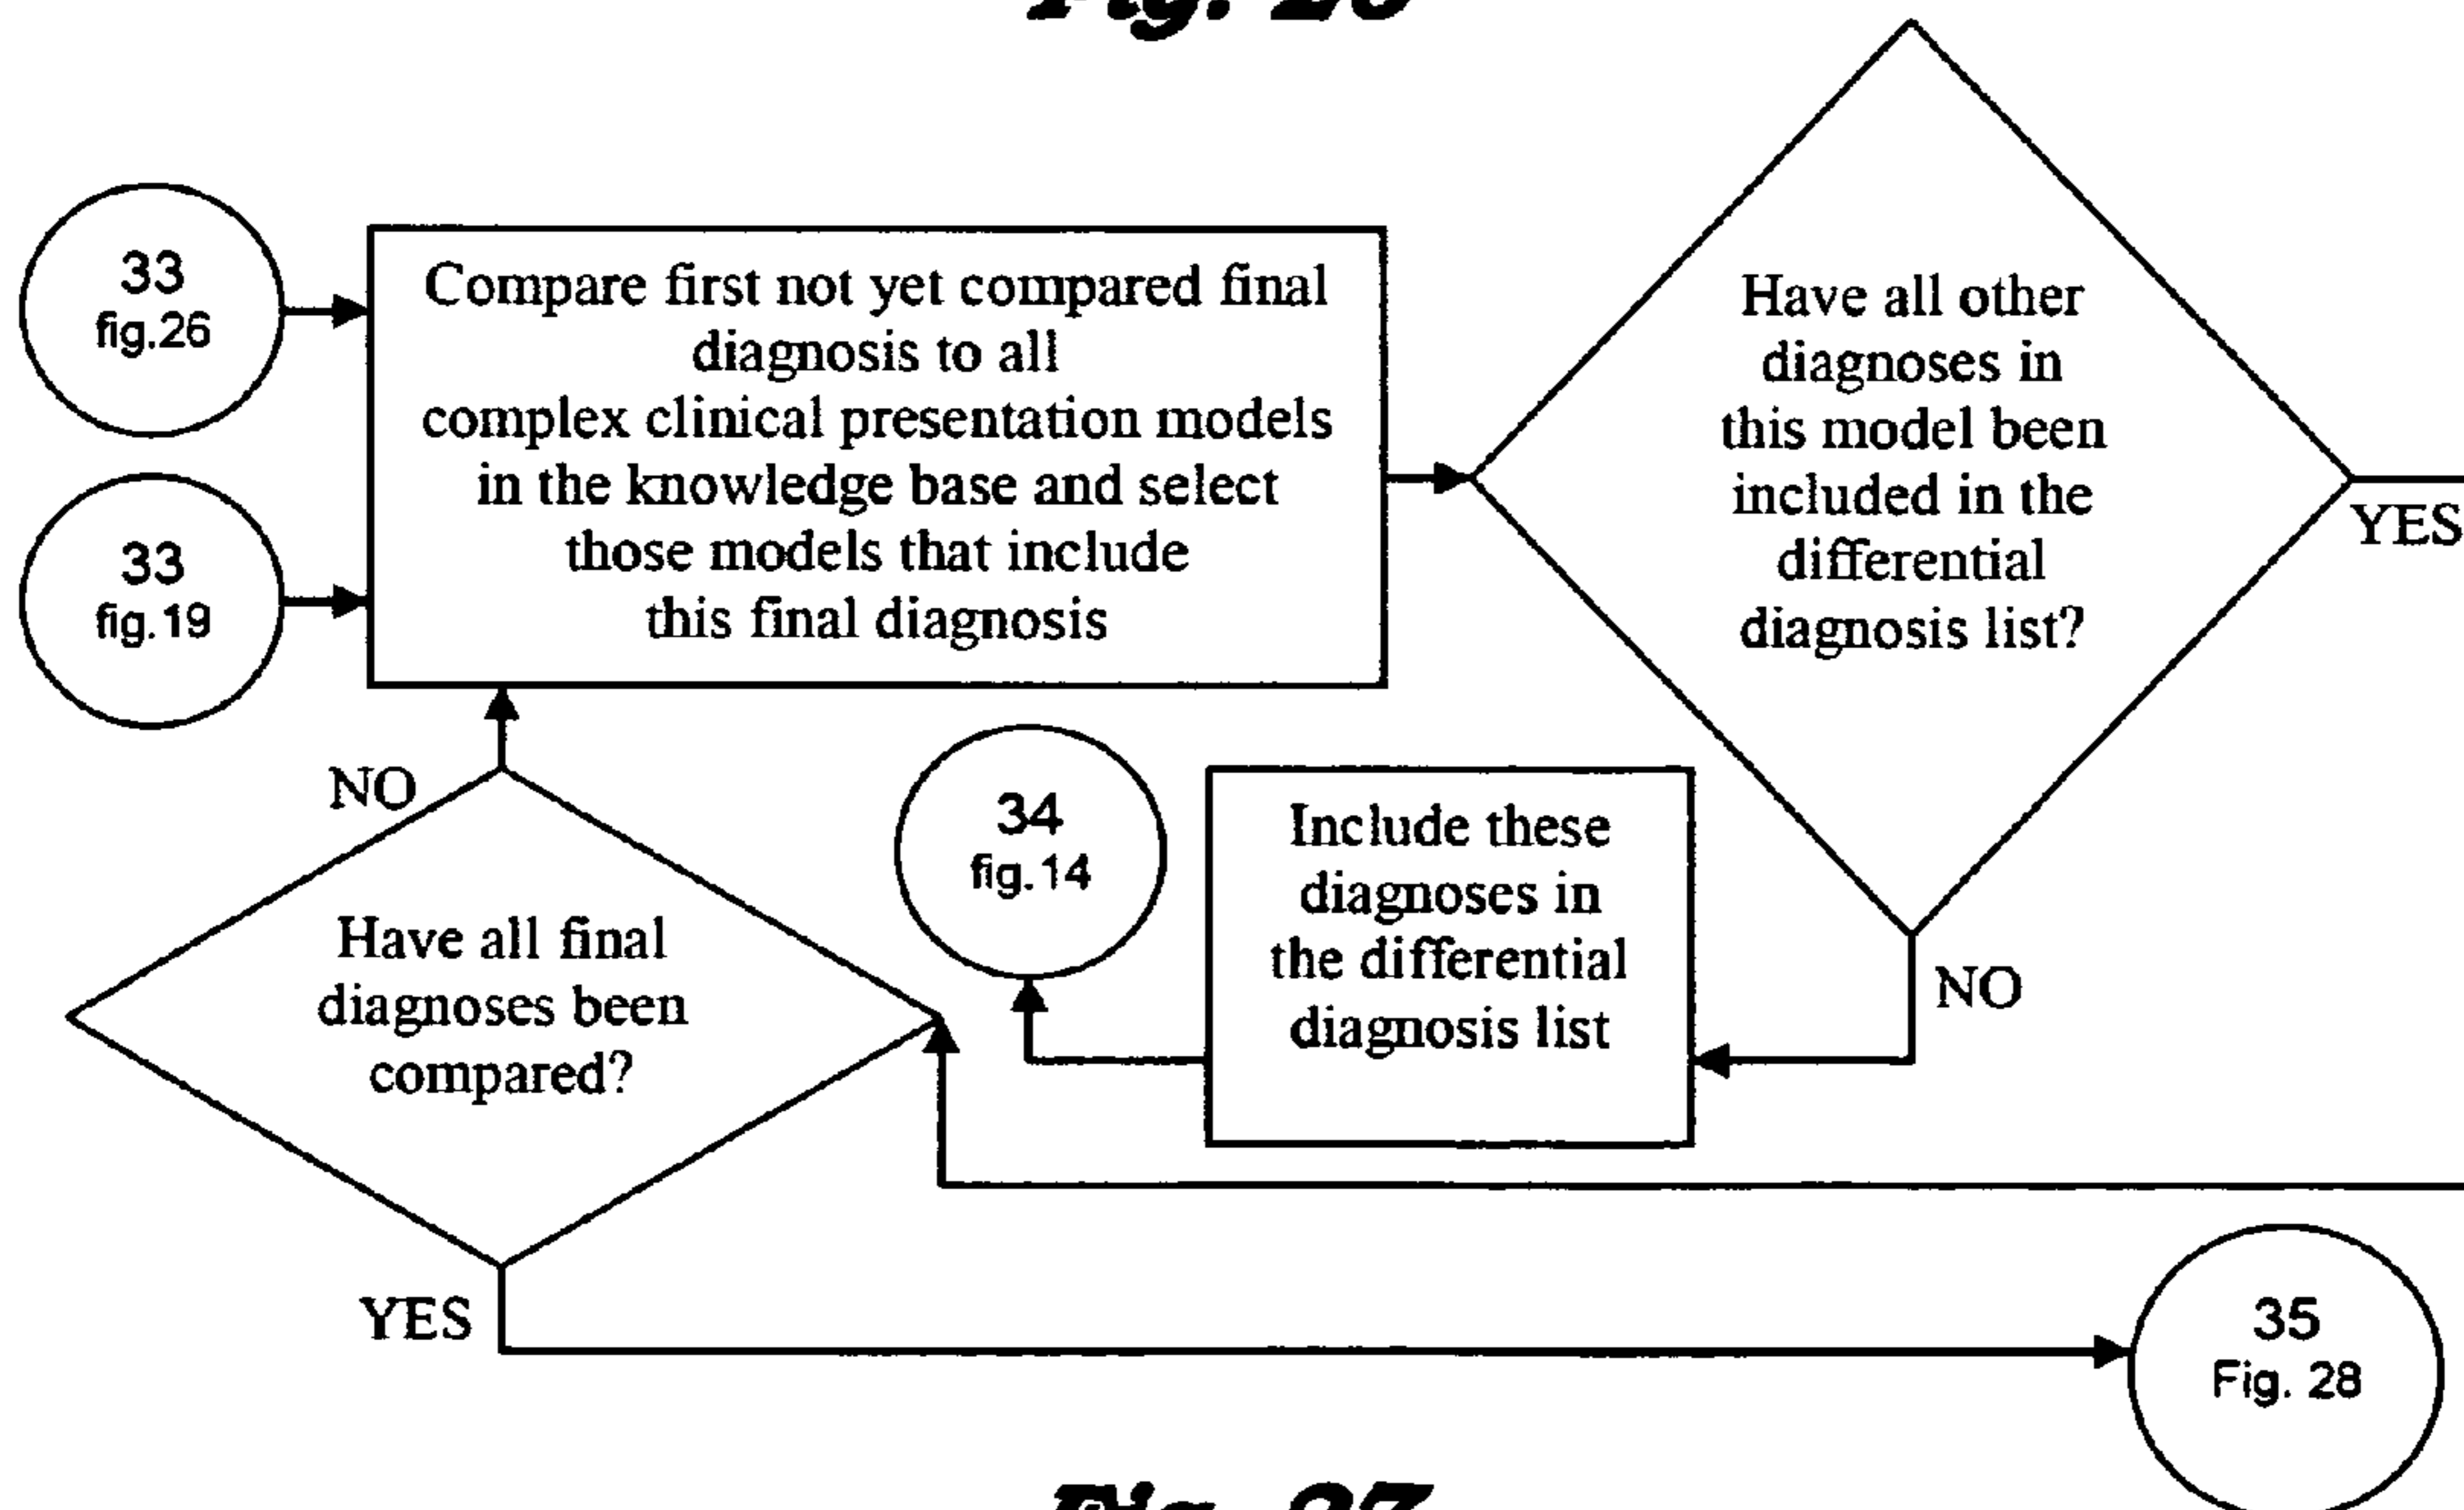 33
fig.26
Compare first not yet compared final
diagnosis to all
complex clinical presentation models
in the knowledge base and select
those models that include
this final diagnosis
Have all other
diagnoses in
this model been
included in the
differential
diagnosis list?
YES
33
fig.19
NO
34
fig.14
Include these
diagnoses in
the differential
diagnosis list
NO
Have all final
diagnoses been
compared?
YES
35
Fig. 28